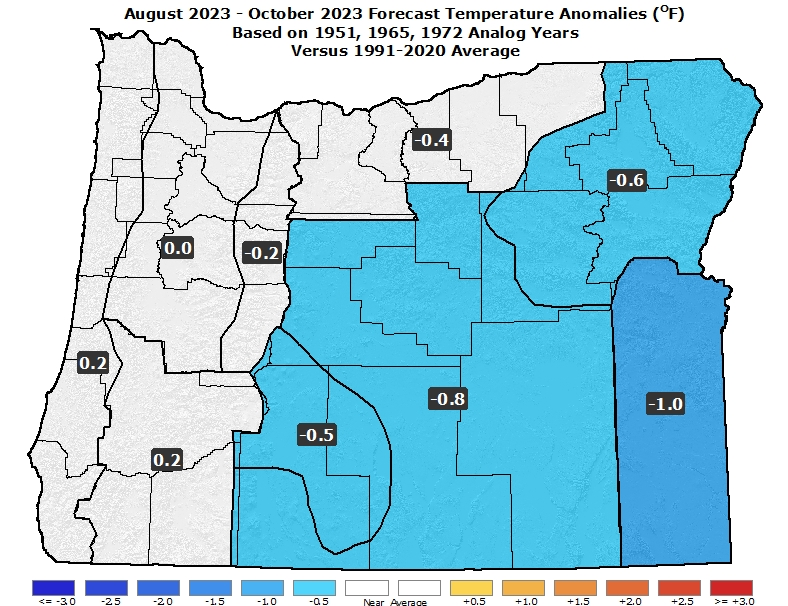 August 2023 - October 2023 Forecast Temperature Anomalies (°F)
Based on 1951, 1965, 1972 Analog Years
Versus 1991-2020 Average
-0.4
-0.6
0.0
-0.2
0.2
-0.8
-1.0
-0.5
0.2
<= -3.0 -2.5 -2.0 -1.5 -1.0 -0.5 Near Average +0.5 +1.0 +1.5 +2.0 +2.5 >= +3.0